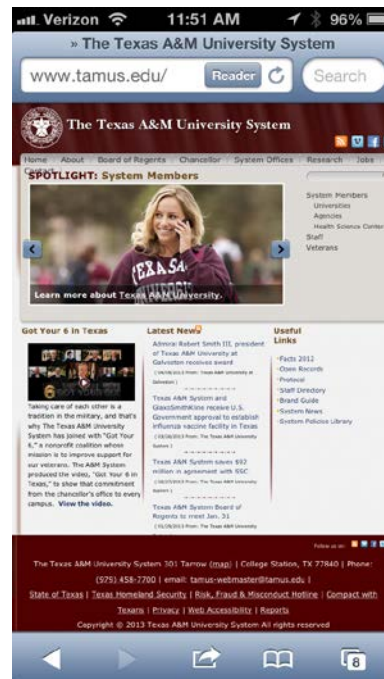 Verizon 11:51 AM 96%
» The Texas A&M University System
www.tamus.edu/ Reader Search
The Texas A&M University System
Home About Board of Regents Chancellor System Offices Research Jobs
Contact
SPOTLIGHT: System Members
System Members
Universities
Agencies
Health Science Center
Staff
Veterans
TEXAS A&M
UNIVERSITY
Learn more about Texas A&M University.
Got Your 6 in Texas
Taking care of each other is a
tradition in the military, and that's
why The Texas A&M University
System has joined with "Got Your
6," a nonprofit coalition whose
mission is to improve support for
our veterans. The A&M System
produced the video, "Got Your 6 in
Texas," to show that commitment
from the chancellor's office to every
campus. View the video.
Latest News
Admiral Robert Smith III, president
of Texas A&M University at
Galveston receives award
Texas A&M System and
GlaxoSmithKline receive U.S.
Government approval to establish
influenza vaccine facility in Texas
Texas A&M System saves $92
million in agreement with SSC
Texas A&M System Board of
Regents to meet Jan. 31
Useful
Links
Facts 2012
Open Records
Protocol
Staff Directory
Brand Guide
System News
System Policies Library
Follow us on:
The Texas A&M University System 301 Tarrow (map) | College Station, TX 77840 | Phone:
(979) 458-7700 | email: tamus-webmaster@tamus.edu |
State of Texas | Texas Homeland Security | Risk, Fraud & Misconduct Hotline | Compact with
Texans | Privacy | Web Accessibility | Reports
Copyright © 2013 Texas A&M University System All rights reserved
8